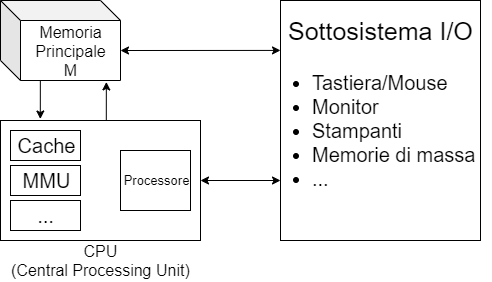 Memoria
Principale
M
Sottosistema I/O
• Tastiera/Mouse
• Monitor
• Stampanti
• Memorie di massa
• ...
Cache
MMU
...
Processore
CPU
(Central Processing Unit)